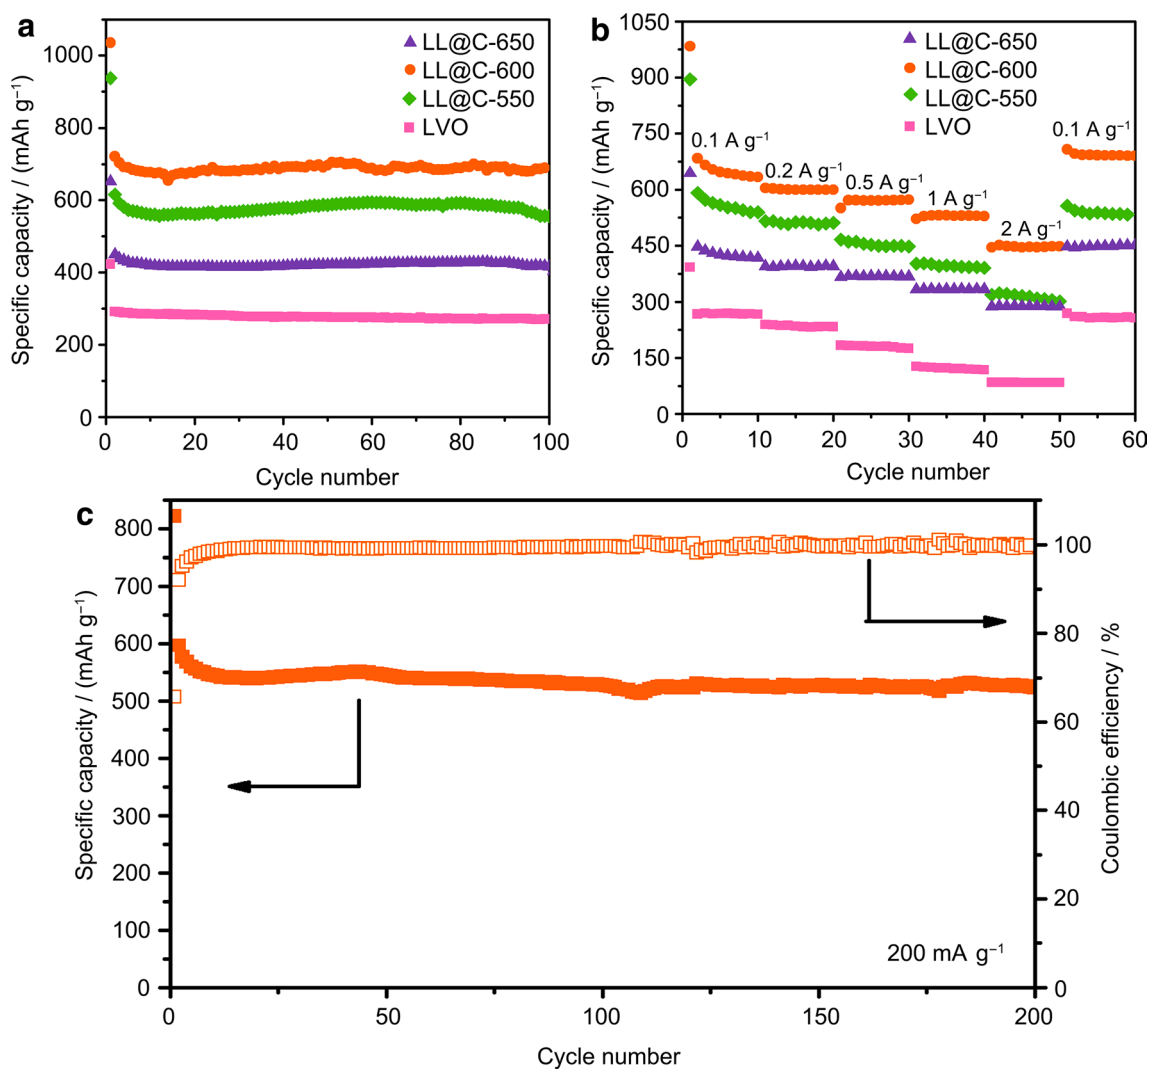 a
LL@C-650
LL@C-600
LL@C-550
LVO
1000
800
600
400
200
0
Specific capacity / (mAh g⁻¹)
0 20 40 60 80 100
Cycle number
b
LL@C-650
LL@C-600
LL@C-550
LVO
1050
900
750
600
450
300
150
0
Specific capacity / (mAh g⁻¹)
0.1 A g⁻¹
0.2 A g⁻¹
0.5 A g⁻¹
1 A g⁻¹
2 A g⁻¹
0.1 A g⁻¹
0 10 20 30 40 50 60
Cycle number
c
800
700
600
500
400
300
200
100
0
Specific capacity / (mAh g⁻¹)
100
80
60
40
20
0
Coulombic efficiency / %
200 mA g⁻¹
0 50 100 150 200
Cycle number